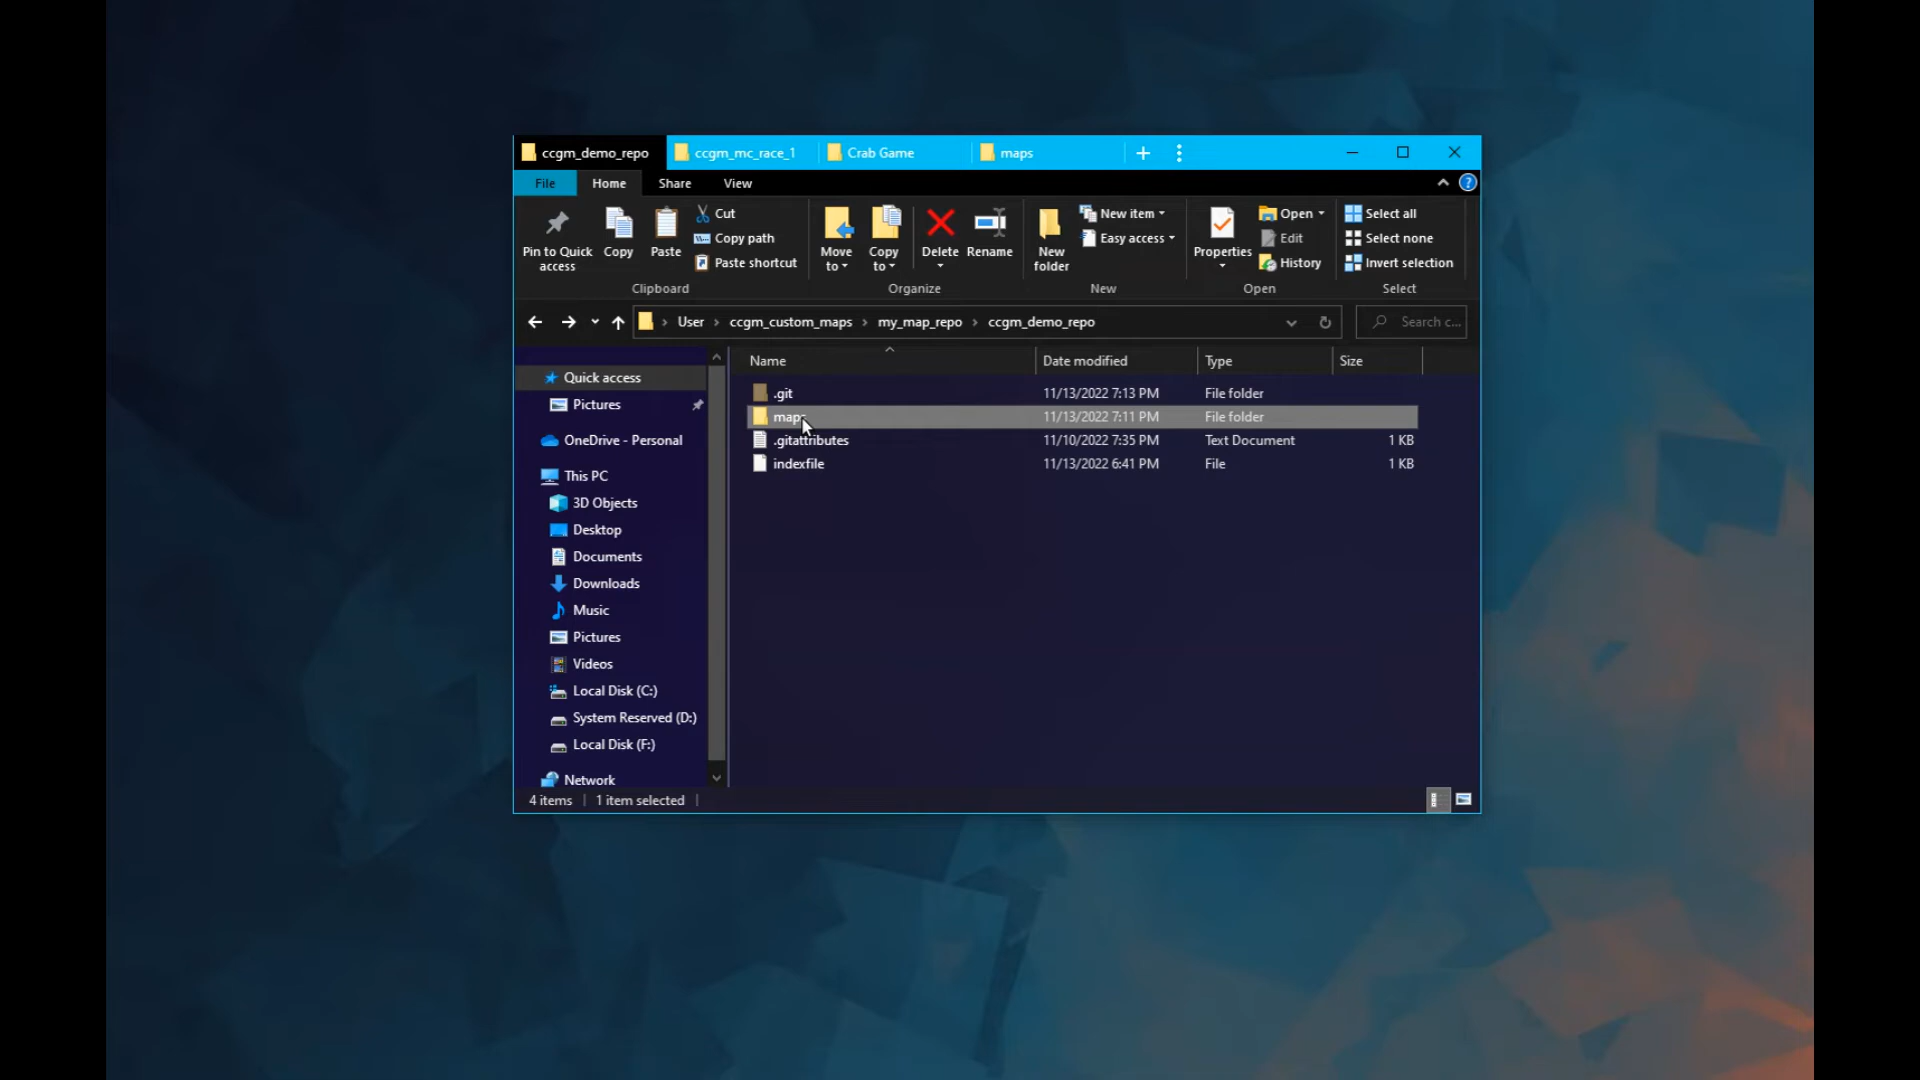 ccgm_demo_repo ccgm_mc_race_1 Crab Game maps
File Home Share View
Pin to Quick access
Copy
Paste
Cut
Copy path
Paste shortcut
Clipboard
Move to
Copy to
Delete
Rename
Organize
New folder
New item
Easy access
New
Properties
Open
Edit
History
Open
Select all
Select none
Invert selection
Select
User › ccgm_custom_maps › my_map_repo › ccgm_demo_repo
Search c...
Name Date modified Type Size
.git 11/13/2022 7:13 PM File folder
maps 11/13/2022 7:11 PM File folder
.gitattributes 11/10/2022 7:35 PM Text Document 1 KB
indexfile 11/13/2022 6:41 PM File 1 KB
Quick access
Pictures
OneDrive - Personal
This PC
3D Objects
Desktop
Documents
Downloads
Music
Pictures
Videos
Local Disk (C:)
System Reserved (D:)
Local Disk (F:)
Network
4 items 1 item selected